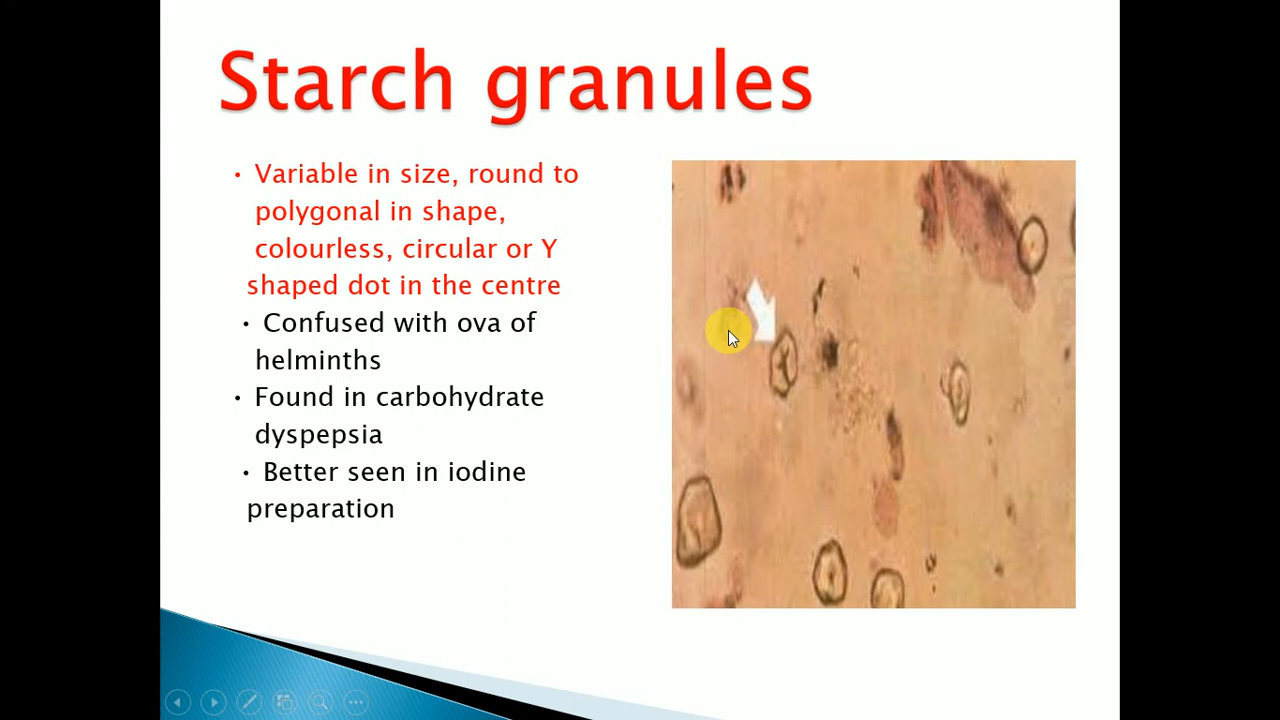 Starch granules
• Variable in size, round to
polygonal in shape,
colourless, circular or Y
shaped dot in the centre
• Confused with ova of
helminths
• Found in carbohydrate
dyspepsia
• Better seen in iodine
preparation